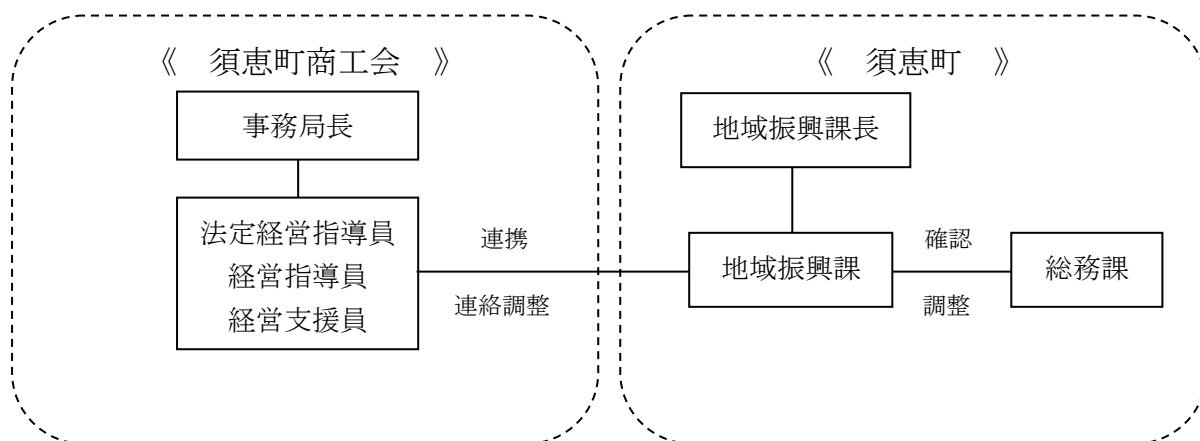 《　須恵町商工会　》
事務局長
法定経営指導員
経営指導員
経営支援員
連携
連絡調整
《　須恵町　》
地域振興課長
地域振興課
確認
調整
総務課